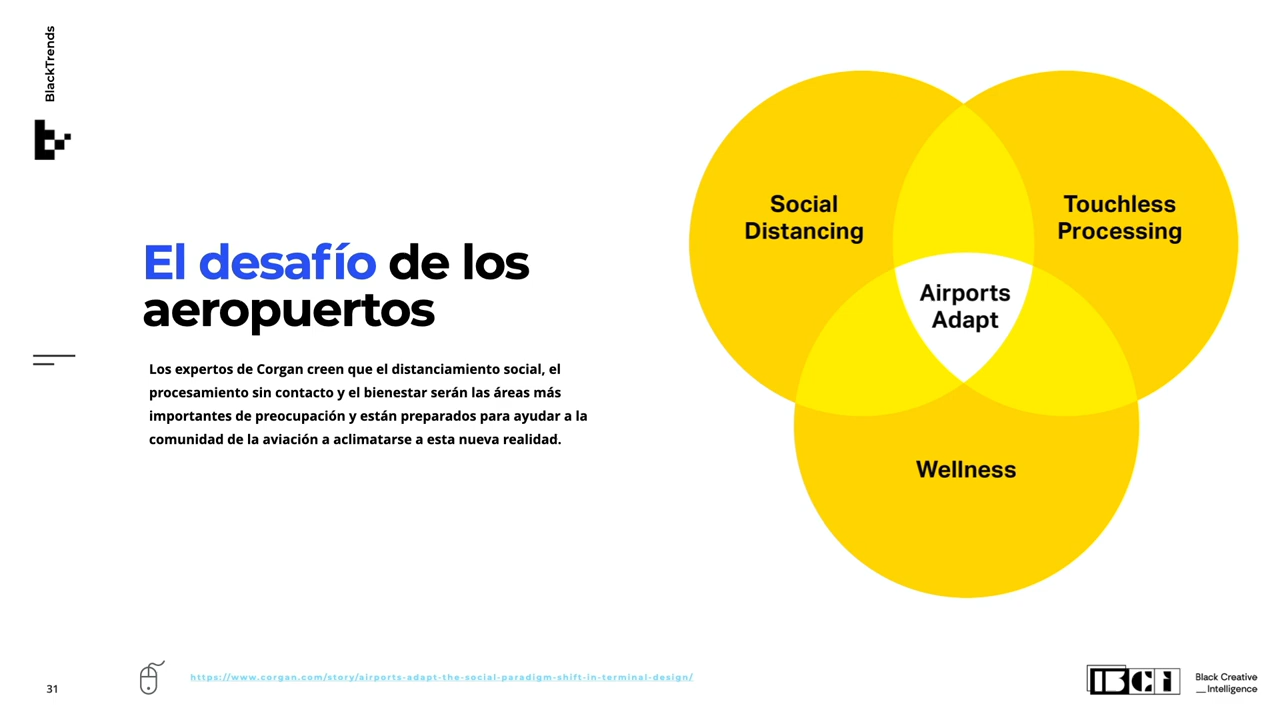 BlackTrends
El desafío de los
aeropuertos
Los expertos de Corgan creen que el distanciamiento social, el
procesamiento sin contacto y el bienestar serán las áreas más
importantes de preocupación y están preparados para ayudar a la
comunidad de la aviación a aclimatarse a esta nueva realidad.
Social
Distancing
Touchless
Processing
Airports
Adapt
Wellness
31
https://www.corgan.com/story/airports-adapt-the-social-paradigm-shift-in-terminal-design/
BCi
Black Creative
__Intelligence